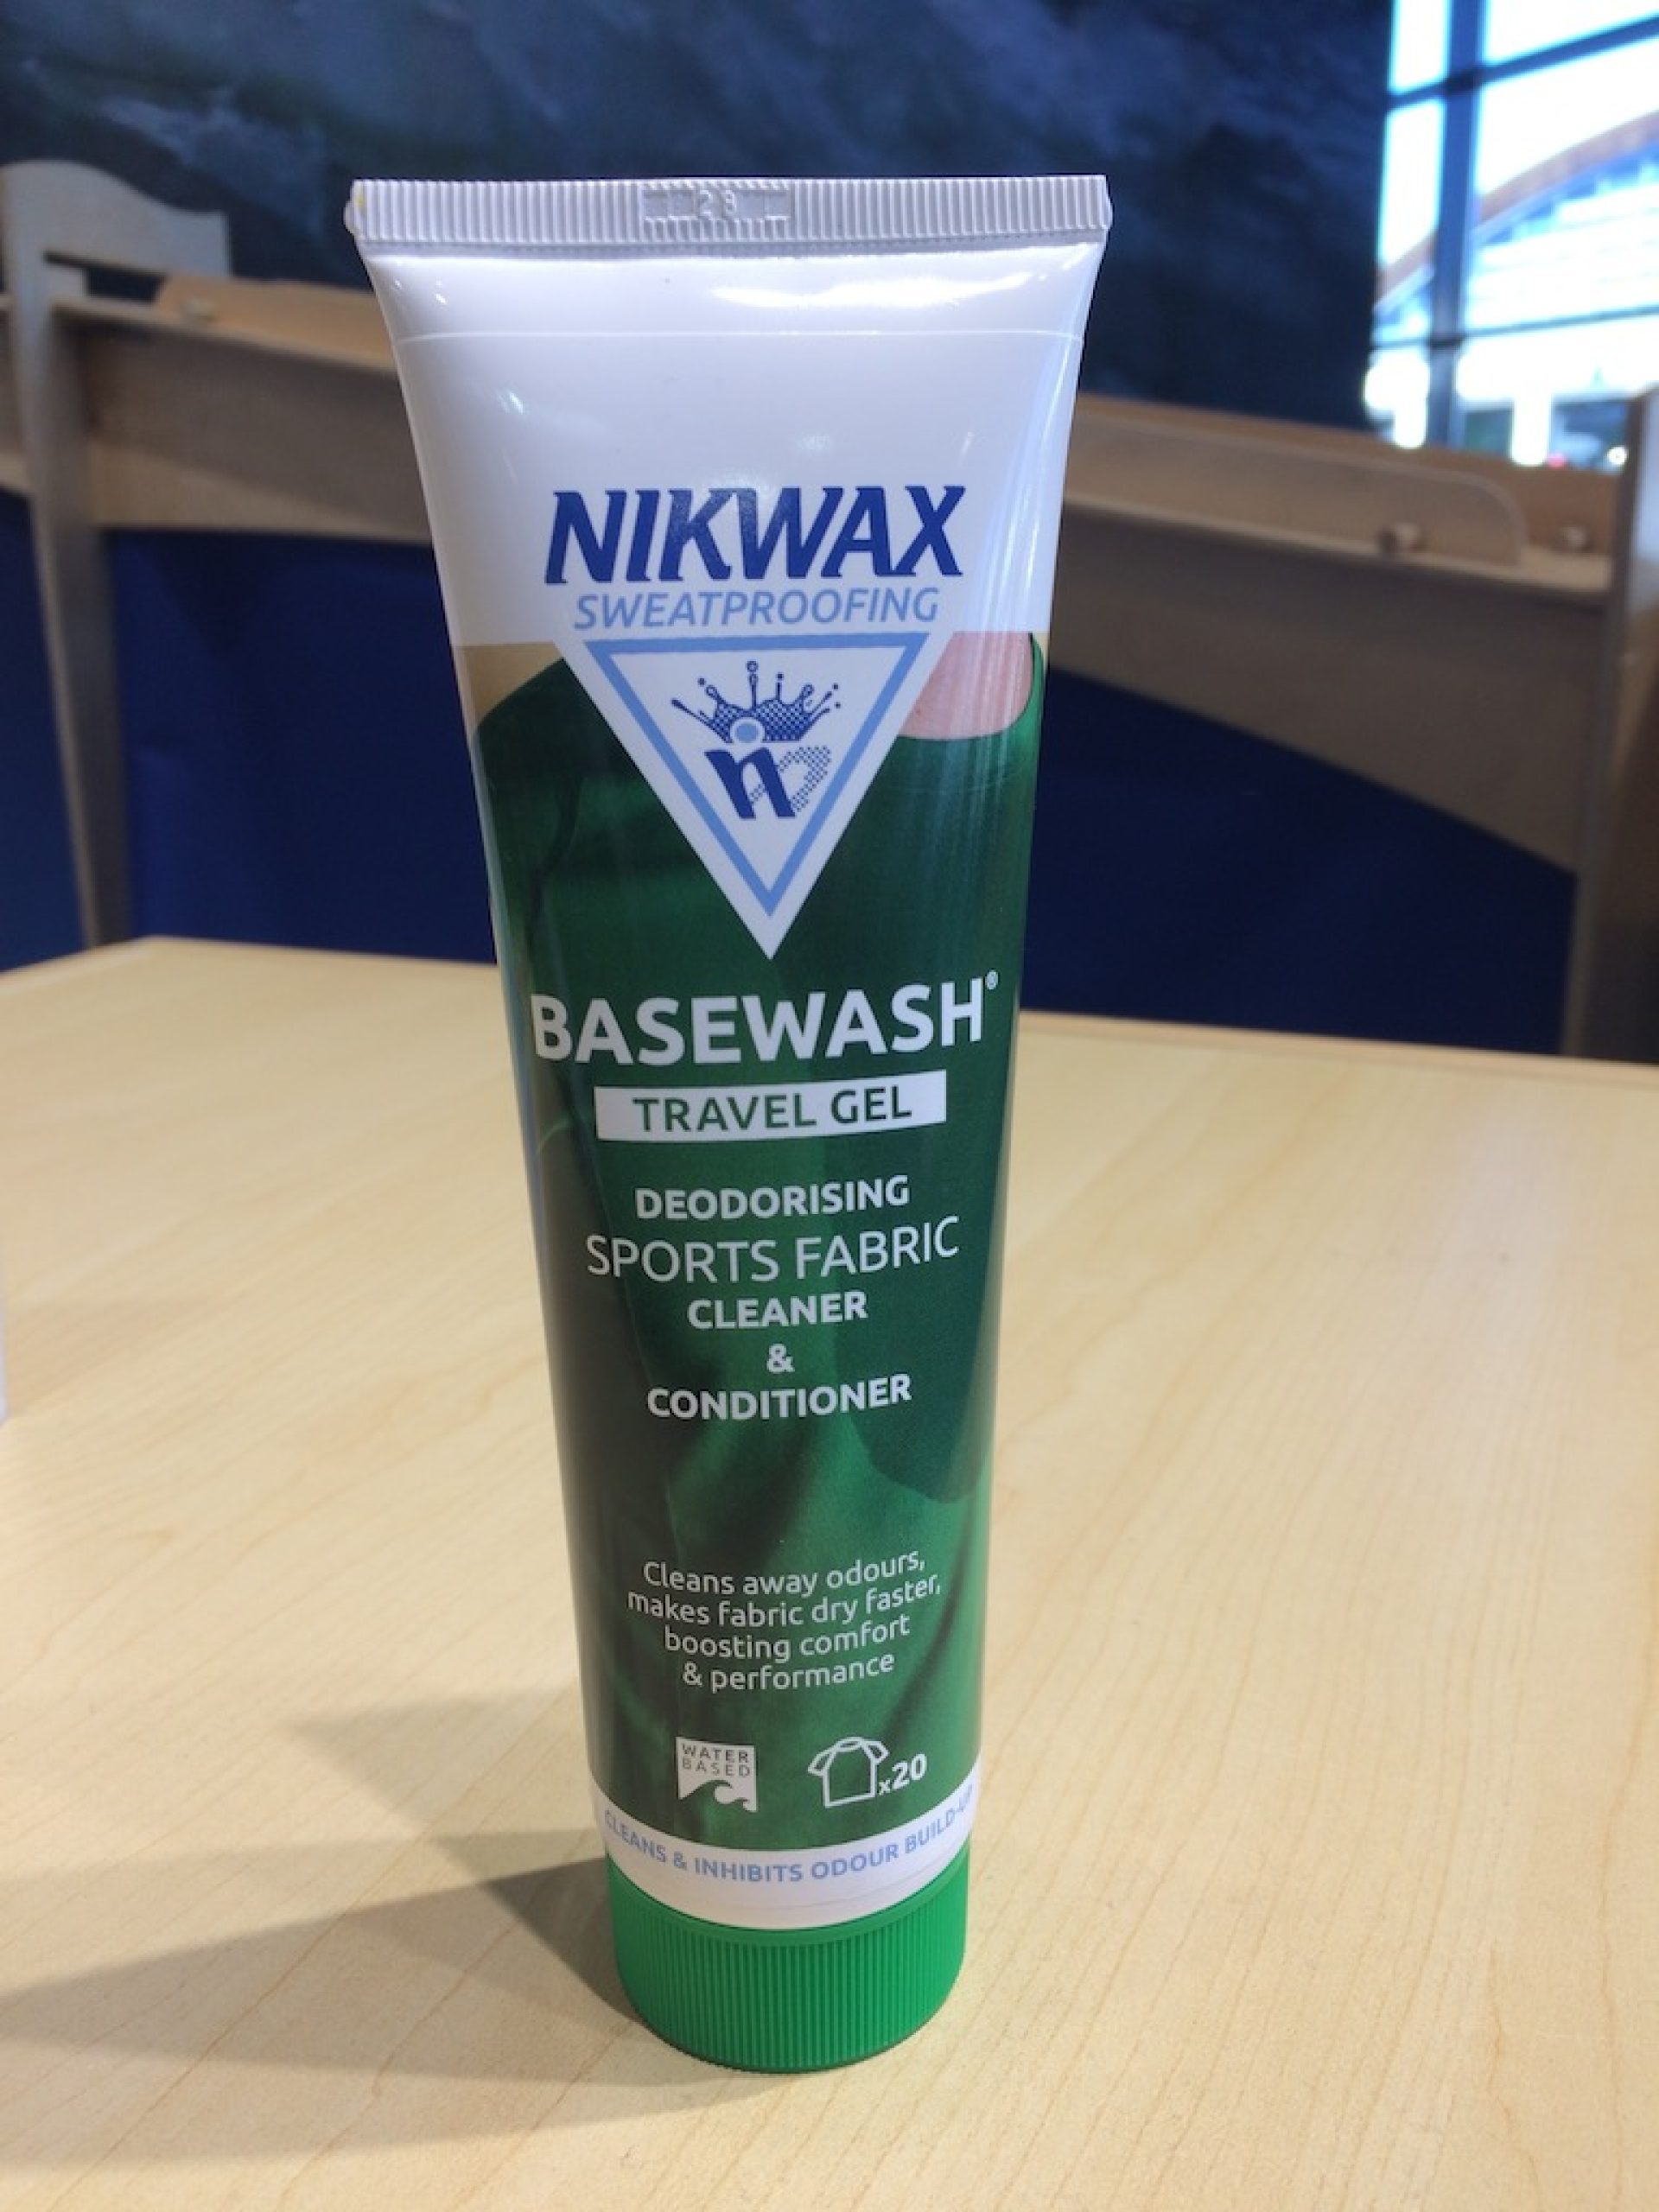 28
NIKWAX
SWEATPROOFING
n
BASEWASH®
TRAVEL GEL
DEODORISING
SPORTS FABRIC
CLEANER
&
CONDITIONER
Cleans away odours,
makes fabric dry faster,
boosting comfort
& performance
WATER
BASED
x20
CLEANS & INHIBITS ODOUR BUILD-UP